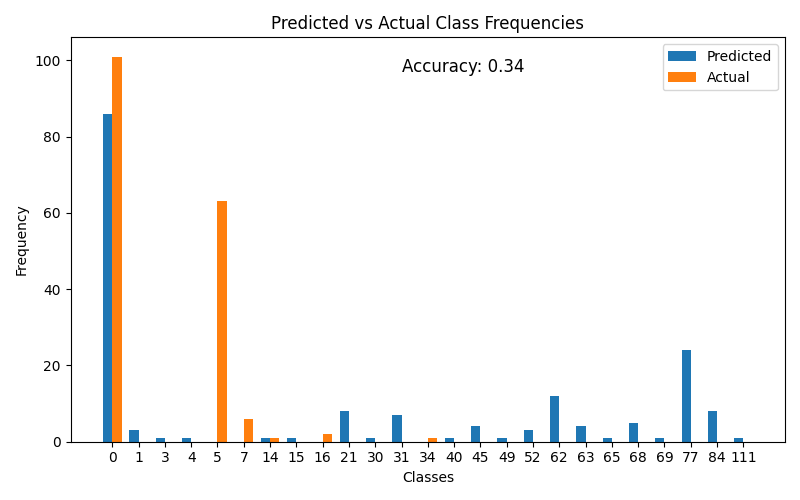 Predicted vs Actual Class Frequencies
Accuracy: 0.34
Predicted
Actual
Frequency
100
80
60
40
20
0
0 1 3 4 5 7 14 15 16 21 30 31 34 40 45 49 52 62 63 65 68 69 77 84 111
Classes